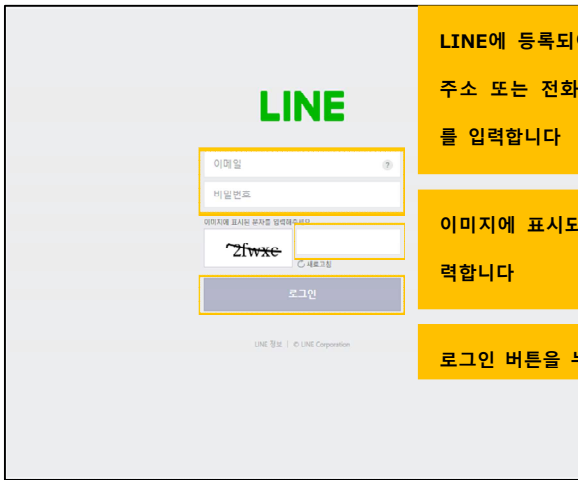 LINE
이메일
?
비밀번호
이미지에 표시된 문자를 입력해주세요
새로고침
로그인
LINE 정보 | © LINE Corporation
LINE에 등록되
주소 또는 전화
를 입력합니다
이미지에 표시되
력합니다
로그인 버튼을